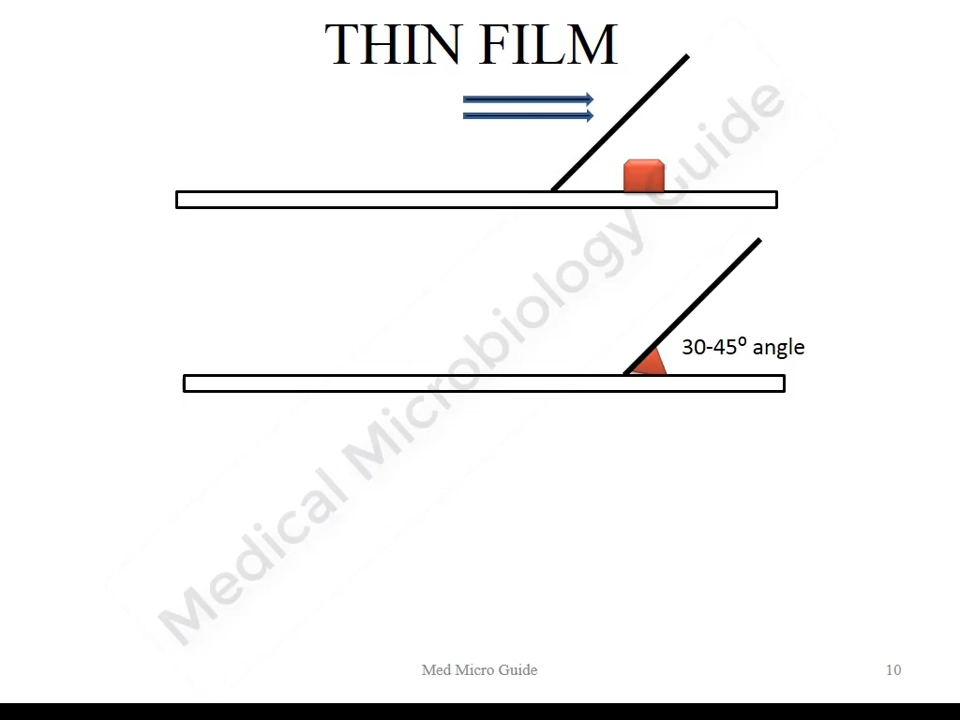 THIN FILM
30-45⁰ angle
Medical Microbiology Guide
Med Micro Guide
10